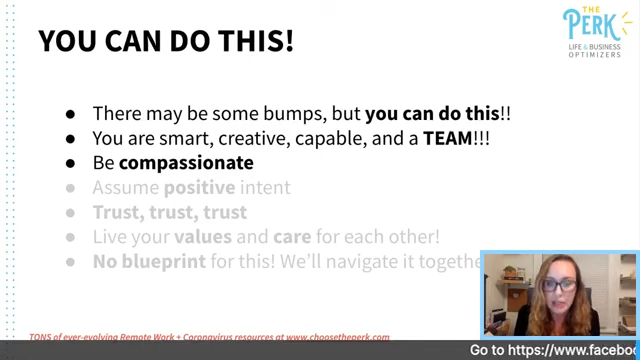 YOU CAN DO THIS!
THE
PERK
LIFE & BUSINESS
OPTIMIZERS
● There may be some bumps, but you can do this!!
● You are smart, creative, capable, and a TEAM!!!
● Be compassionate
● Assume positive intent
● Trust, trust, trust
● Live your values and care for each other!
● No blueprint for this! We'll navigate it togethe
TONS of ever-evolving Remote Work + Coronavirus resources at www.choosetheperk.com
Go to https://www.facebo